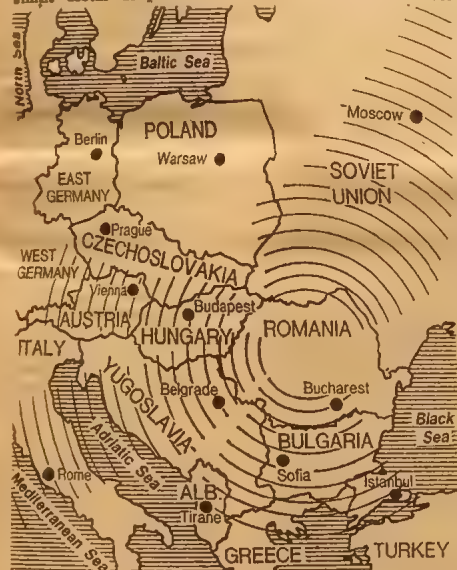 North Sea
Baltic Sea
POLAND
Moscow
Berlin
Warsaw
EAST
GERMANY
SOVIET
UNION
Prague
CZECHOSLOVAKIA
WEST
GERMANY
Vienna
AUSTRIA
Budapest
HUNGARY
ROMANIA
ITALY
YUGOSLAVIA
Belgrade
Bucharest
Black
Sea
Adriatic Sea
BULGARIA
Sofia
Rome
Mediterranean Sea
ALB.
Tirane
Istanbul
GREECE
TURKEY